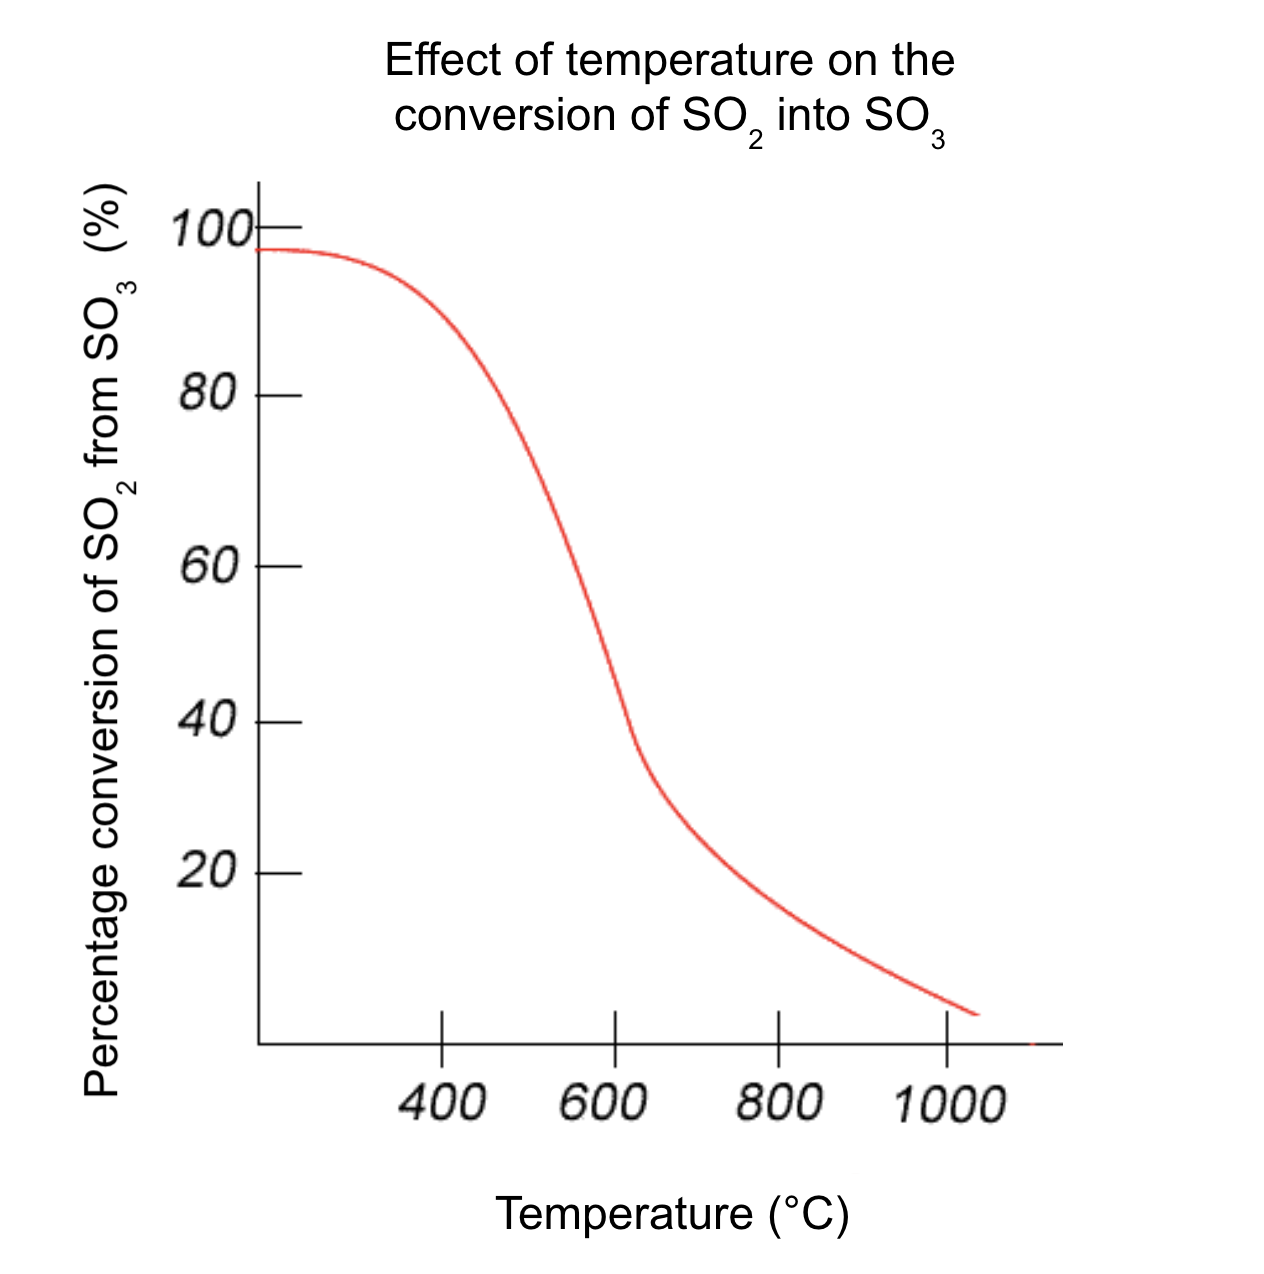 Effect of temperature on the
conversion of SO₂ into SO₃
Percentage conversion of SO₂ from SO₃ (%)
100
80
60
40
20
400 600 800 1000
Temperature (°C)